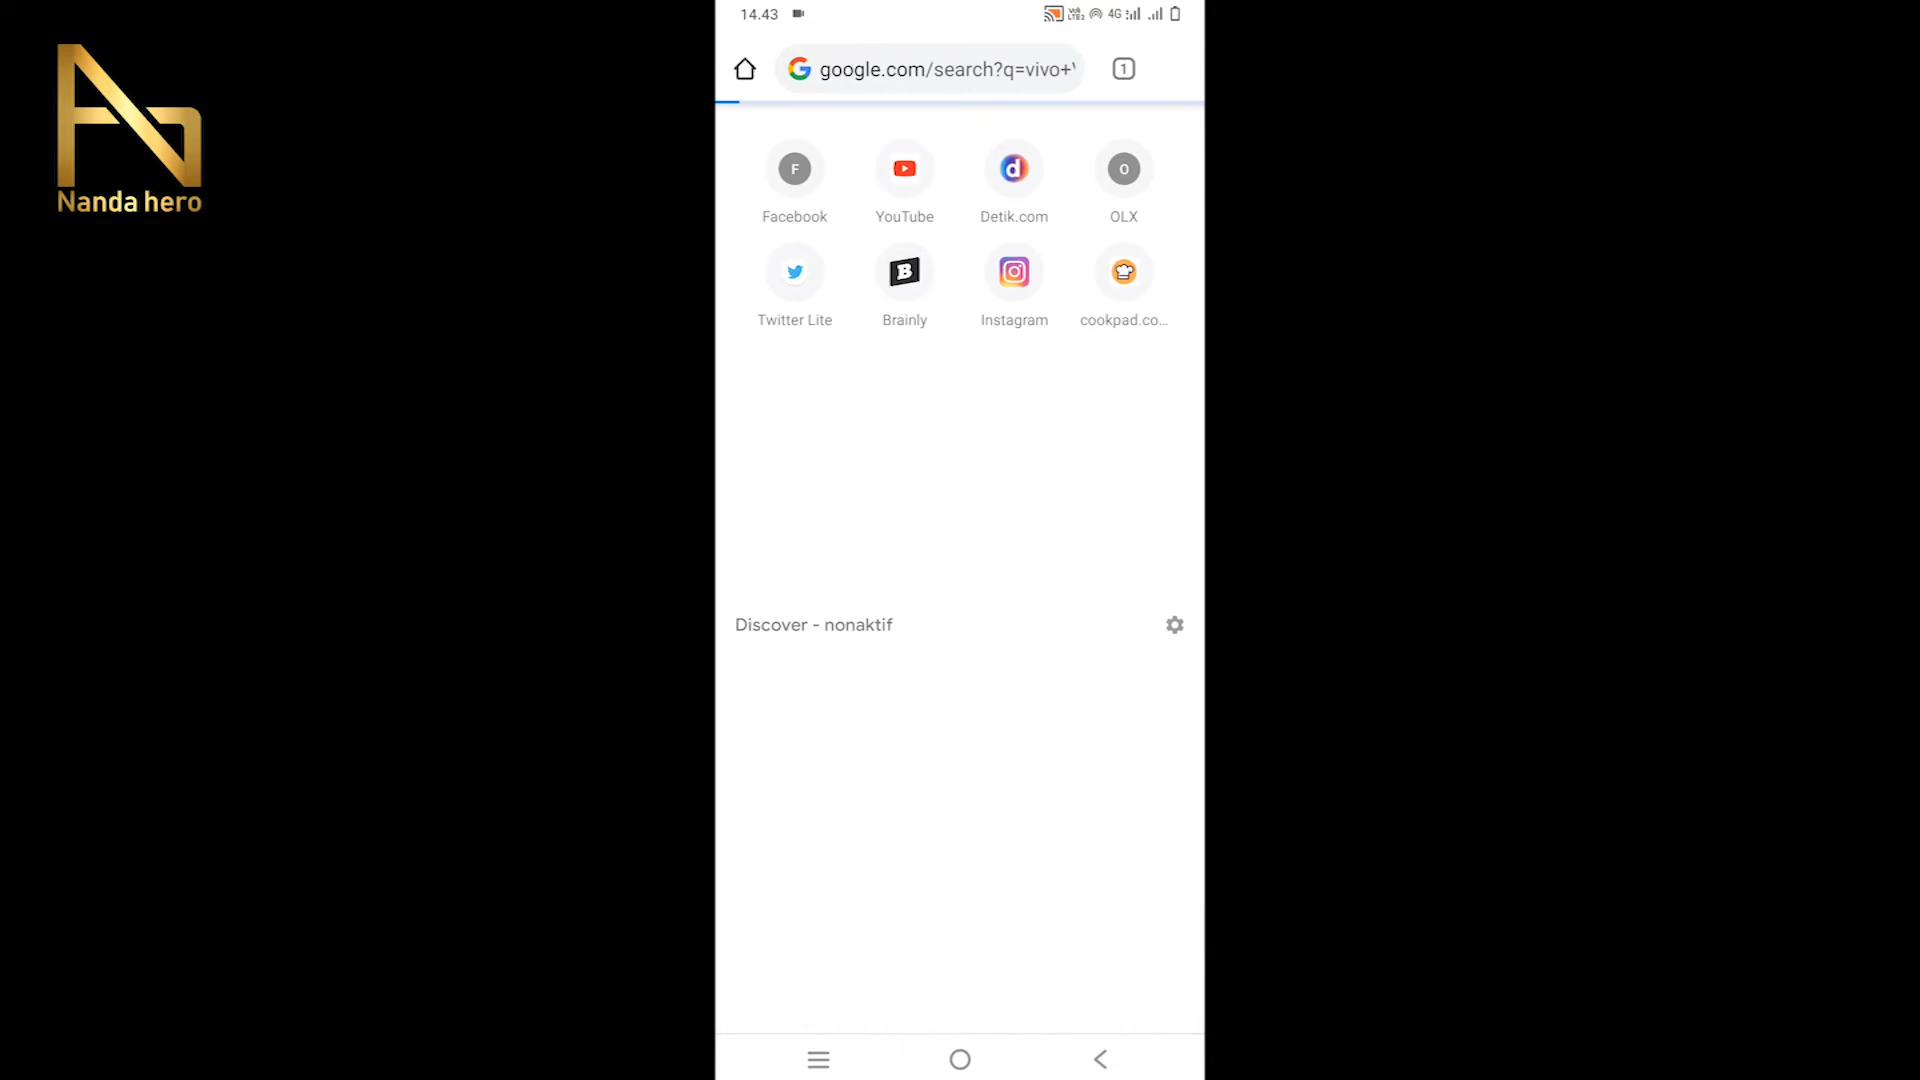 14.43
4G
google.com/search?q=vivo+
1
Nanda hero
F
O
Facebook
YouTube
Detik.com
OLX
Twitter Lite
Brainly
Instagram
cookpad.co...
Discover - nonaktif